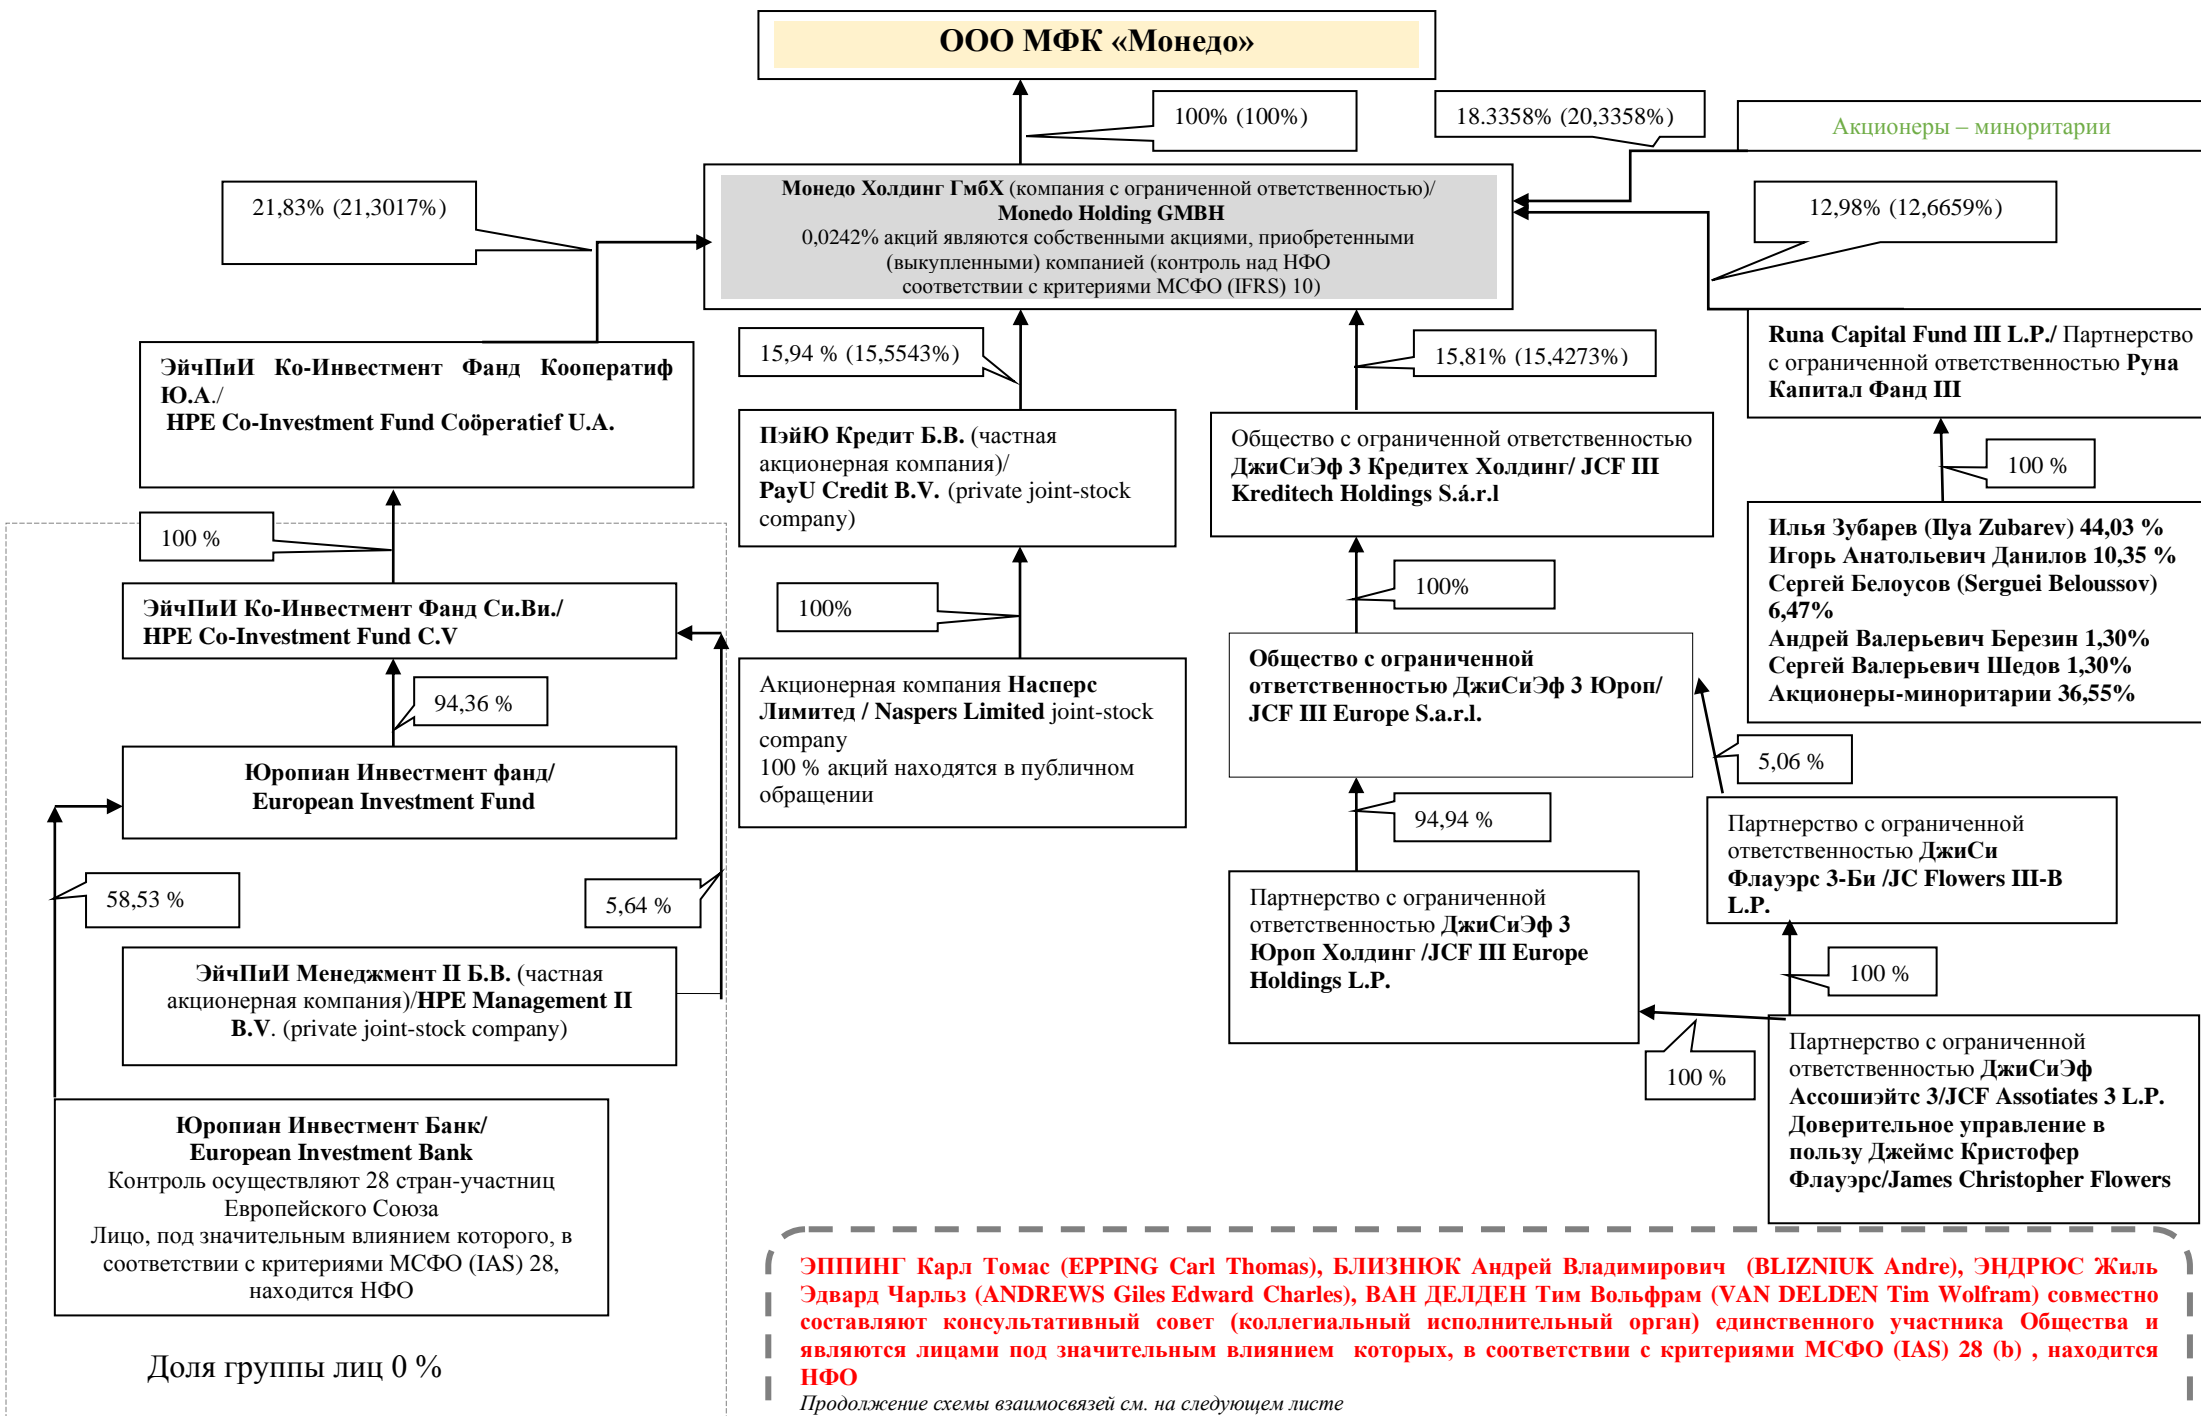 ООО МФК «Монедо»
100% (100%)
18.3358% (20,3358%)
Акционеры – миноритарии
21,83% (21,3017%)
Монедо Холдинг ГмбХ (компания с ограниченной ответственностью)/
Monedo Holding GMBH
0,0242% акций являются собственными акциями, приобретенными
(выкупленными) компанией (контроль над НФО
соответствии с критериями МСФО (IFRS) 10)
12,98% (12,6659%)
ЭйчПиИ Ко-Инвестмент Фанд Кооператиф
Ю.А./
HPE Co-Investment Fund Coöperatief U.A.
15,94 % (15,5543%)
15,81% (15,4273%)
Runa Capital Fund III L.P./ Партнерство
с ограниченной ответственностью Руна
Капитал Фанд III
ПэйЮ Кредит Б.В. (частная
акционерная компания)/
PayU Credit B.V. (private joint-stock
company)
Общество с ограниченной ответственностью
ДжиСиЭф 3 Кредитех Холдинг/ JCF III
Kreditech Holdings S.á.r.l
100 %
100 %
Илья Зубарев (Ilya Zubarev) 44,03 %
Игорь Анатольевич Данилов 10,35 %
Сергей Белоусов (Serguei Beloussov)
6,47%
Андрей Валерьевич Березин 1,30%
Сергей Валерьевич Шедов 1,30%
Акционеры-миноритарии 36,55%
ЭйчПиИ Ко-Инвестмент Фанд Си.Ви./
HPE Co-Investment Fund C.V
100%
100%
94,36 %
Акционерная компания Насперс
Лимитед / Naspers Limited joint-stock
company
100 % акций находятся в публичном
обращении
Общество с ограниченной
ответственностью ДжиСиЭф 3 Юроп/
JCF III Europe S.a.r.l.
5,06 %
Юропиан Инвестмент фанд/
European Investment Fund
94,94 %
Партнерство с ограниченной
ответственностью ДжиСи
Флауэрс 3-Би /JC Flowers III-B
L.P.
58,53 %
5,64 %
Партнерство с ограниченной
ответственностью ДжиСиЭф 3
Юроп Холдинг /JCF III Europe
Holdings L.P.
ЭйчПиИ Менеджмент II Б.В. (частная
акционерная компания)/HPE Management II
B.V. (private joint-stock company)
100 %
100 %
Партнерство с ограниченной
ответственностью ДжиСиЭф
Ассошиэйтс 3/JCF Assotiates 3 L.P.
Доверительное управление в
пользу Джеймс Кристофер
Флауэрс/James Christopher Flowers
Юропиан Инвестмент Банк/
European Investment Bank
Контроль осуществляют 28 стран-участниц
Европейского Союза
Лицо, под значительным влиянием которого, в
соответствии с критериями МСФО (IAS) 28,
находится НФО
Доля группы лиц 0 %
ЭППИНГ Карл Томас (EPPING Carl Thomas), БЛИЗНЮК Андрей Владимирович (BLIZNIUK Andre), ЭНДРЮС Жиль
Эдвард Чарльз (ANDREWS Giles Edward Charles), ВАН ДЕЛДЕН Тим Вольфрам (VAN DELDEN Tim Wolfram) совместно
составляют консультативный совет (коллегиальный исполнительный орган) единственного участника Общества и
являются лицами под значительным влиянием которых, в соответствии с критериями МСФО (IAS) 28 (b) , находится
НФО
Продолжение схемы взаимосвязей см. на следующем листе